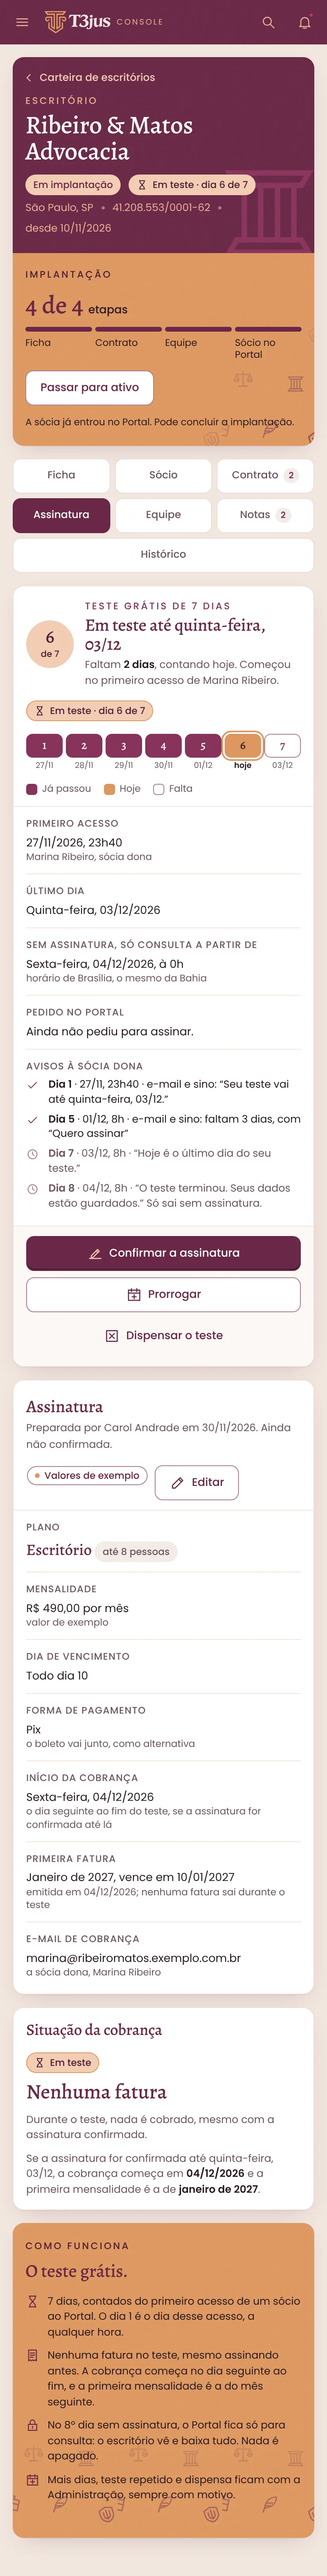 T3jus CONSOLE
Carteira de escritórios
ESCRITÓRIO
Ribeiro & Matos
Advocacia
Em implantação
Em teste · dia 6 de 7
São Paulo, SP • 41.208.553/0001-62 •
desde 10/11/2026
IMPLANTAÇÃO
4 de 4 etapas
Ficha
Contrato
Equipe
Sócio no
Portal
Passar para ativo
A sócia já entrou no Portal. Pode concluir a implantação.
Ficha
Sócio
Contrato 2
Assinatura
Equipe
Notas 2
Histórico
TESTE GRÁTIS DE 7 DIAS
6
de 7
Em teste até quinta-feira,
03/12
Faltam 2 dias, contando hoje. Começou
no primeiro acesso de Marina Ribeiro.
Em teste · dia 6 de 7
1 2 3 4 5 6 7
27/11 28/11 29/11 30/11 01/12 hoje 03/12
Já passou Hoje Falta
PRIMEIRO ACESSO
27/11/2026, 23h40
Marina Ribeiro, sócia dona
ÚLTIMO DIA
Quinta-feira, 03/12/2026
SEM ASSINATURA, SÓ CONSULTA A PARTIR DE
Sexta-feira, 04/12/2026, à 0h
horário de Brasília, o mesmo da Bahia
PEDIDO NO PORTAL
Ainda não pediu para assinar.
AVISOS À SÓCIA DONA
Dia 1 · 27/11, 23h40 · e-mail e sino: “Seu teste vai
até quinta-feira, 03/12.”
Dia 5 · 01/12, 8h · e-mail e sino: faltam 3 dias, com
“Quero assinar”
Dia 7 · 03/12, 8h · “Hoje é o último dia do seu
teste.”
Dia 8 · 04/12, 8h · “O teste terminou. Seus dados
estão guardados.” Só sai sem assinatura.
Confirmar a assinatura
Prorrogar
Dispensar o teste
Assinatura
Preparada por Carol Andrade em 30/11/2026. Ainda
não confirmada.
Valores de exemplo
Editar
PLANO
Escritório até 8 pessoas
MENSALIDADE
R$ 490,00 por mês
valor de exemplo
DIA DE VENCIMENTO
Todo dia 10
FORMA DE PAGAMENTO
Pix
o boleto vai junto, como alternativa
INÍCIO DA COBRANÇA
Sexta-feira, 04/12/2026
o dia seguinte ao fim do teste, se a assinatura for
confirmada até lá
PRIMEIRA FATURA
Janeiro de 2027, vence em 10/01/2027
emitida em 04/12/2026; nenhuma fatura sai durante o
teste
E-MAIL DE COBRANÇA
marina@ribeiromatos.exemplo.com.br
a sócia dona, Marina Ribeiro
Situação da cobrança
Em teste
Nenhuma fatura
Durante o teste, nada é cobrado, mesmo com a
assinatura confirmada.
Se a assinatura for confirmada até quinta-feira,
03/12, a cobrança começa em 04/12/2026 e a
primeira mensalidade é a de janeiro de 2027.
COMO FUNCIONA
O teste grátis.
7 dias, contados do primeiro acesso de um sócio
ao Portal. O dia 1 é o dia desse acesso, a
qualquer hora.
Nenhuma fatura no teste, mesmo assinando
antes. A cobrança começa no dia seguinte ao
fim, e a primeira mensalidade é a do mês
seguinte.
No 8º dia sem assinatura, o Portal fica só para
consulta: o escritório vê e baixa tudo. Nada é
apagado.
Mais dias, teste repetido e dispensa ficam com a
Administração, sempre com motivo.